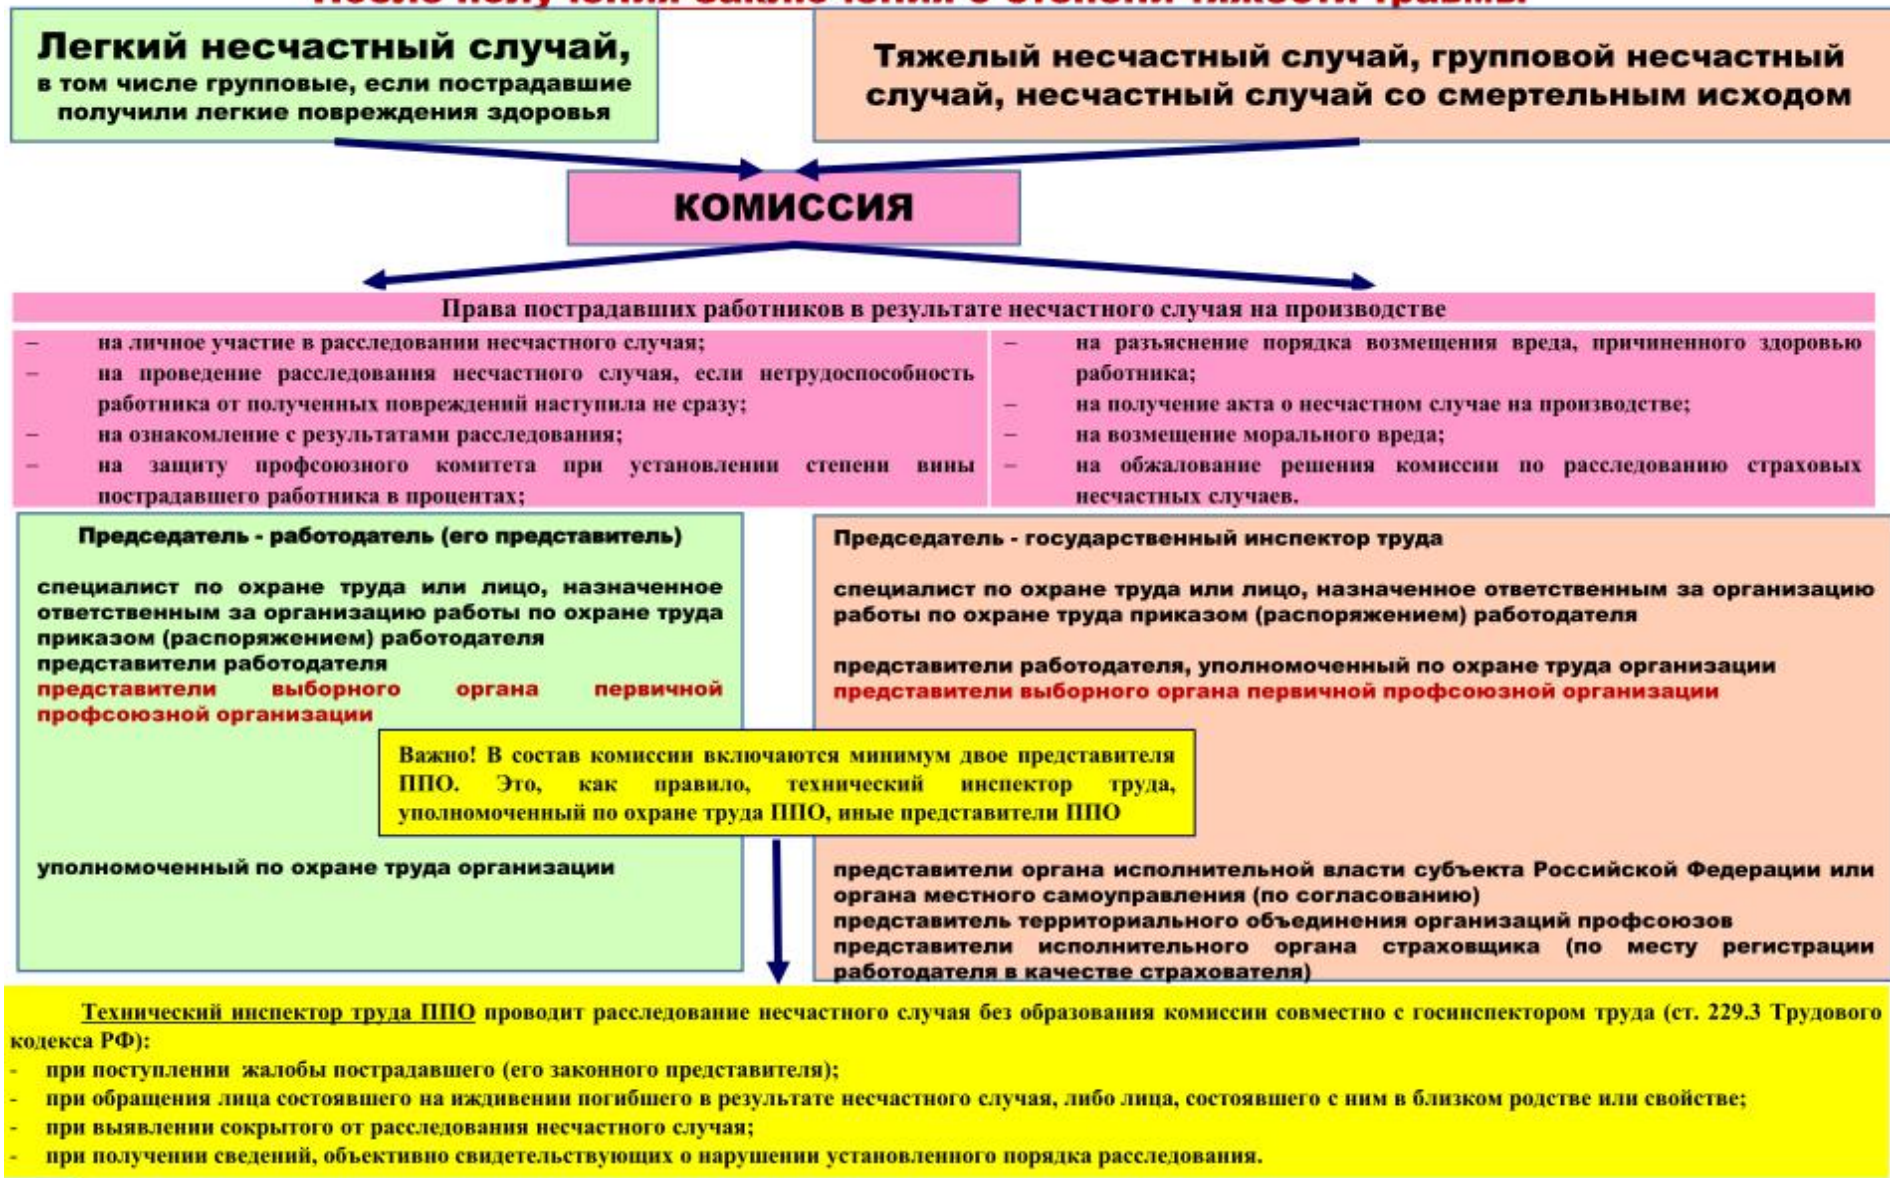 После получения заключения о степени тяжести травмы
Легкий несчастный случай,
в том числе групповые, если пострадавшие
получили легкие повреждения здоровья
Тяжелый несчастный случай, групповой несчастный
случай, несчастный случай со смертельным исходом
КОМИССИЯ
Права пострадавших работников в результате несчастного случая на производстве
– на личное участие в расследовании несчастного случая;
– на проведение расследования несчастного случая, если нетрудоспособность
работника от полученных повреждений наступила не сразу;
– на ознакомление с результатами расследования;
– на защиту профсоюзного комитета при установлении степени вины
пострадавшего работника в процентах;
– на разъяснение порядка возмещения вреда, причиненного здоровью
работника;
– на получение акта о несчастном случае на производстве;
– на возмещение морального вреда;
– на обжалование решения комиссии по расследованию страховых
несчастных случаев.
Председатель - работодатель (его представитель)
специалист по охране труда или лицо, назначенное
ответственным за организацию работы по охране труда
приказом (распоряжением) работодателя
представители работодателя
представители выборного органа первичной
профсоюзной организации
уполномоченный по охране труда организации
Председатель - государственный инспектор труда
специалист по охране труда или лицо, назначенное ответственным за организацию
работы по охране труда приказом (распоряжением) работодателя
представители работодателя, уполномоченный по охране труда организации
представители выборного органа первичной профсоюзной организации
представители органа исполнительной власти субъекта Российской Федерации или
органа местного самоуправления (по согласованию)
представитель территориального объединения организаций профсоюзов
представители исполнительного органа страховщика (по месту регистрации
работодателя в качестве страхователя)
Важно! В состав комиссии включаются минимум двое представителя
ППО. Это, как правило, технический инспектор труда,
уполномоченный по охране труда ППО, иные представители ППО
Технический инспектор труда ППО проводит расследование несчастного случая без образования комиссии совместно с госинспектором труда (ст. 229.3 Трудового
кодекса РФ):
- при поступлении жалобы пострадавшего (его законного представителя);
- при обращения лица состоявшего на иждивении погибшего в результате несчастного случая, либо лица, состоявшего с ним в близком родстве или свойстве;
- при выявлении сокрытого от расследования несчастного случая;
- при получении сведений, объективно свидетельствующих о нарушении установленного порядка расследования.